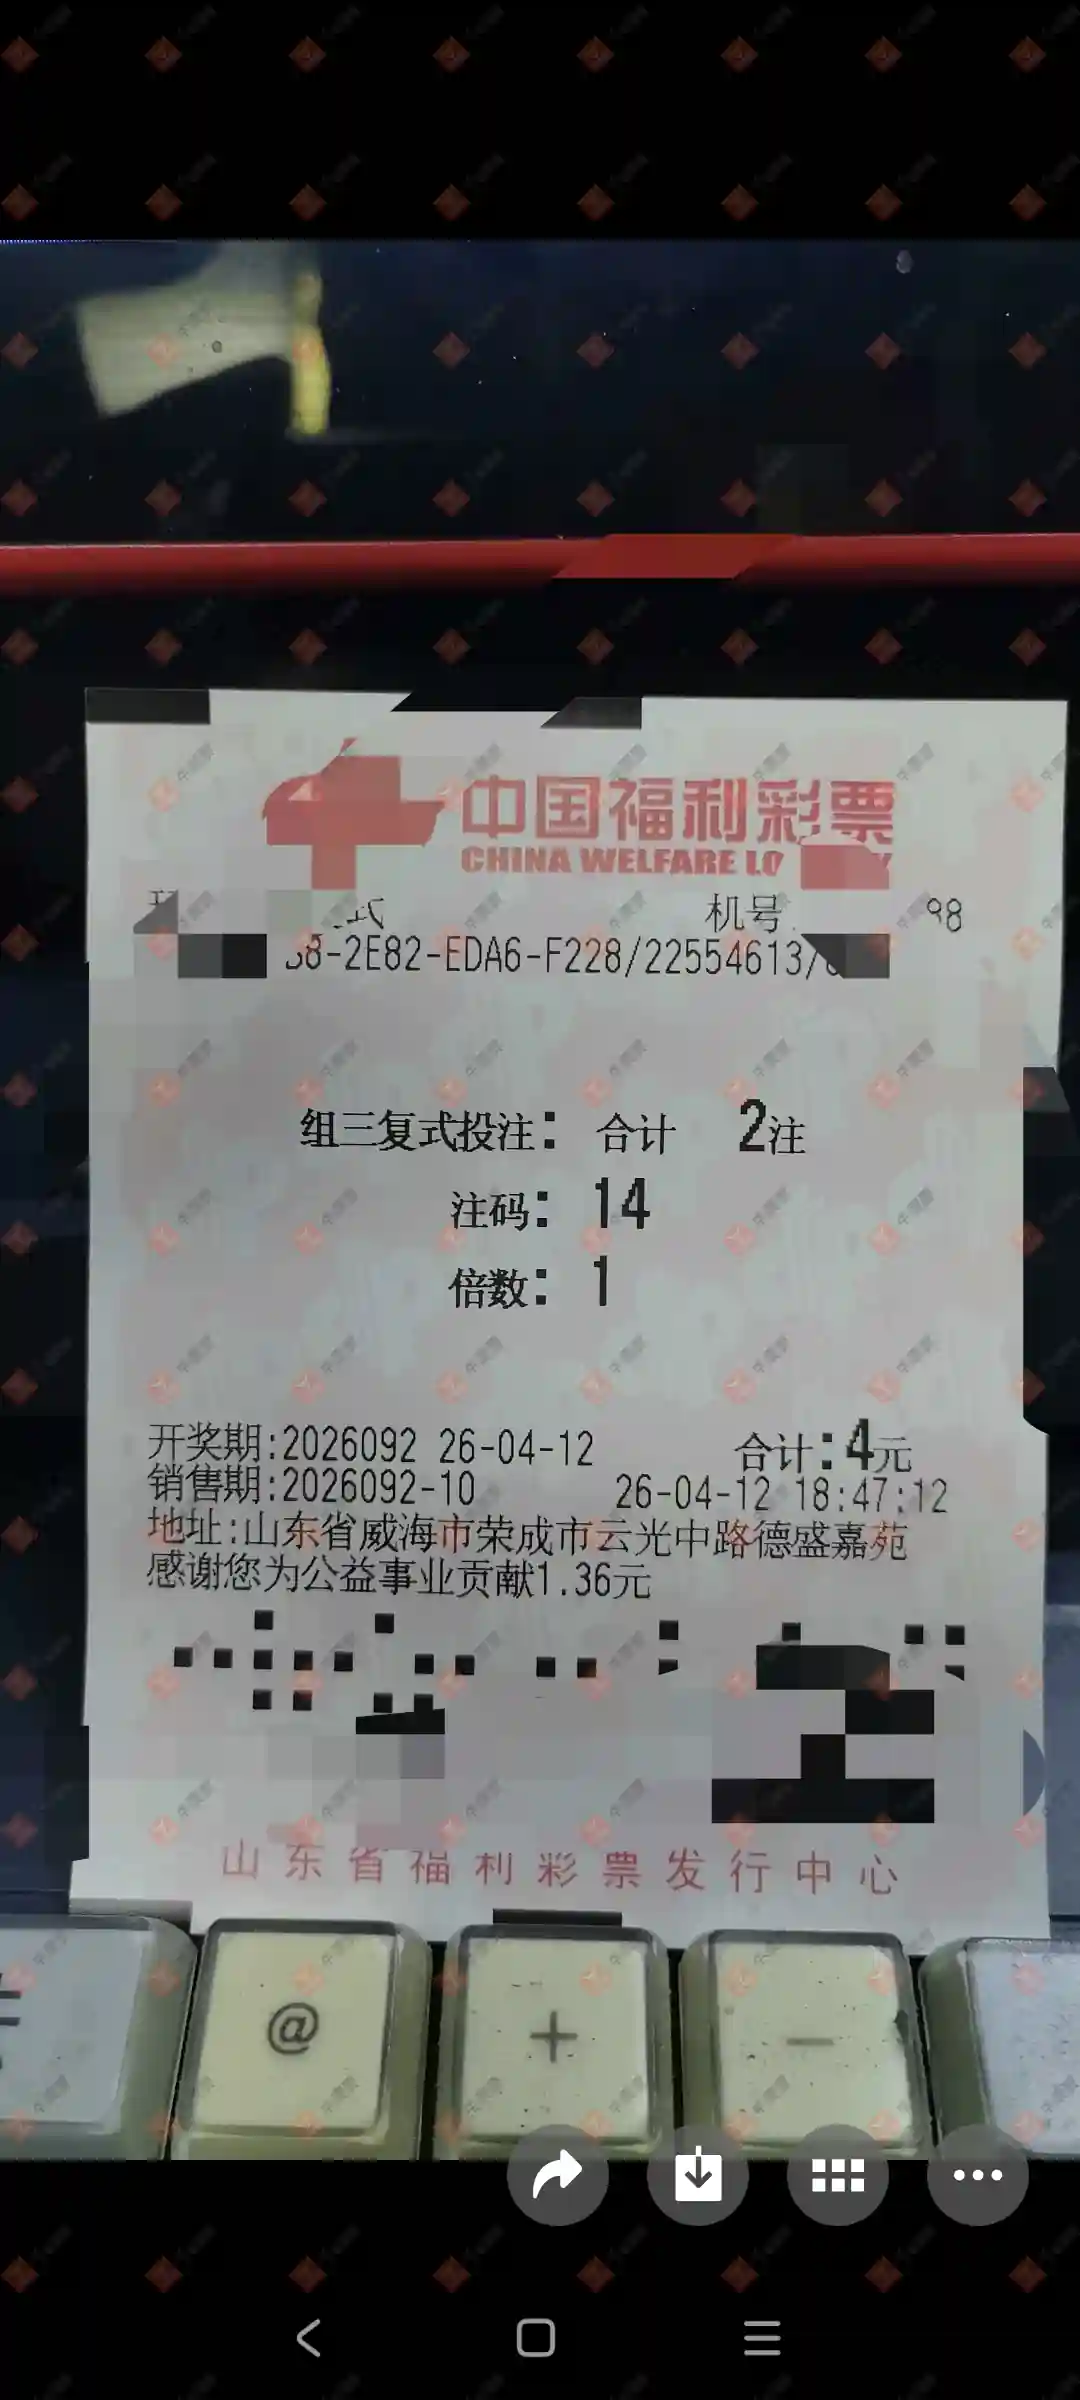 中国福利彩票
CHINA WELFARE LO
式 机号 98
8-2E82-EDA6-F228/22554613/
组三复式投注: 合计 2注
注码: 14
倍数: 1
开奖期:2026092 26-04-12 合计:4元
销售期:2026092-10 26-04-12 18:47:12
地址:山东省威海市荣成市云光中路德盛嘉苑
感谢您为公益事业贡献1.36元
山东省福利彩票发行中心
@ + −